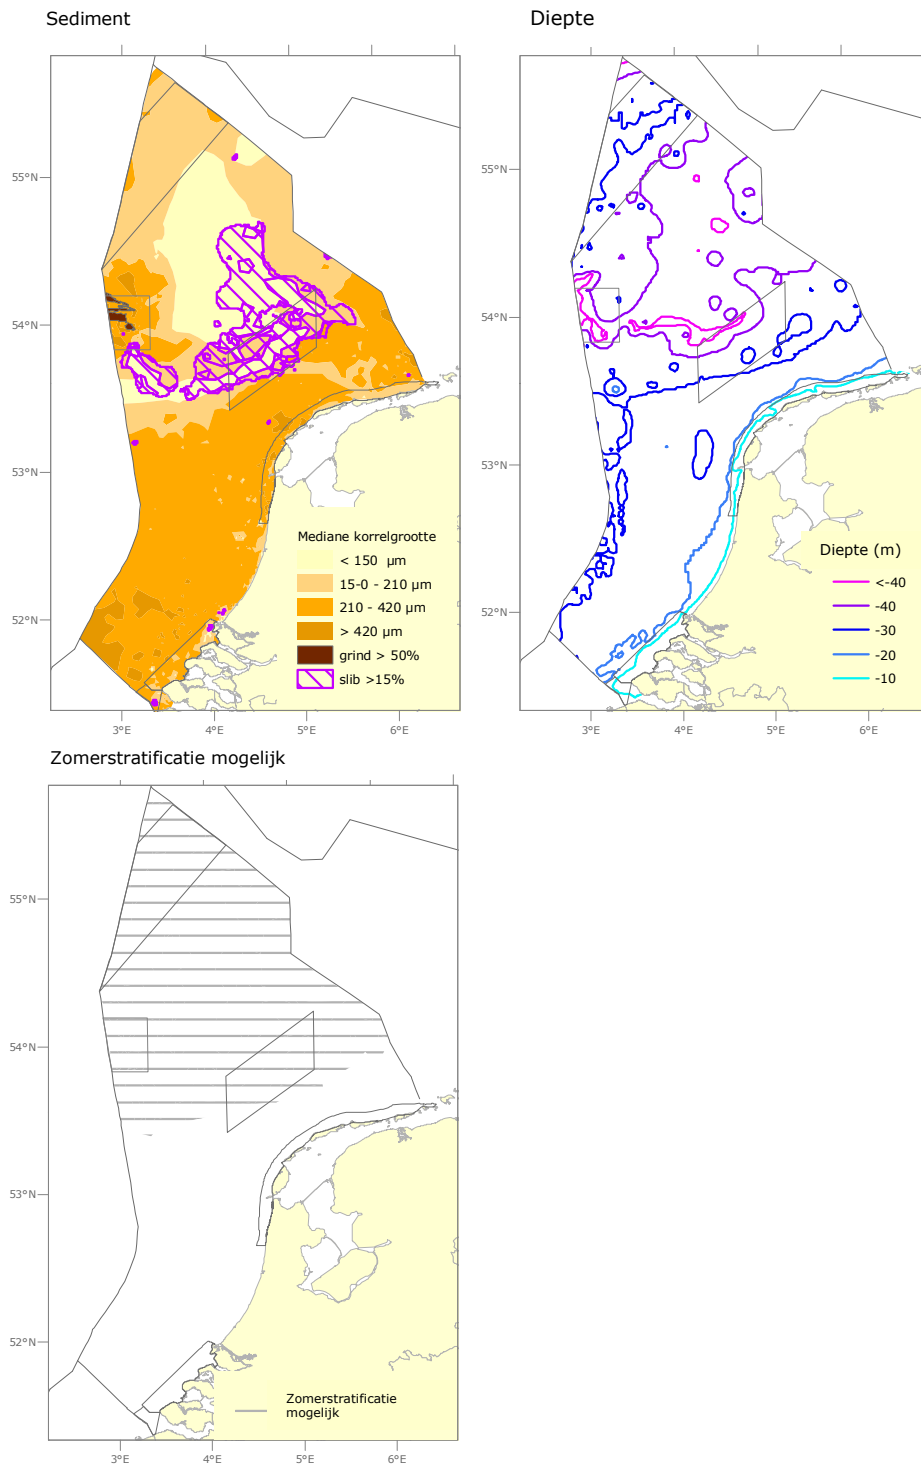 Sediment
55°N
54°N
53°N
52°N
3°E
4°E
5°E
6°E
Mediane korrelgrootte
< 150 µm
15-0 - 210 µm
210 - 420 µm
> 420 µm
grind > 50%
slib >15%
Diepte
55°N
54°N
53°N
52°N
3°E
4°E
5°E
6°E
Diepte (m)
<-40
-40
-30
-20
-10
Zomerstratificatie mogelijk
55°N
54°N
53°N
52°N
3°E
4°E
5°E
6°E
Zomerstratificatie
mogelijk